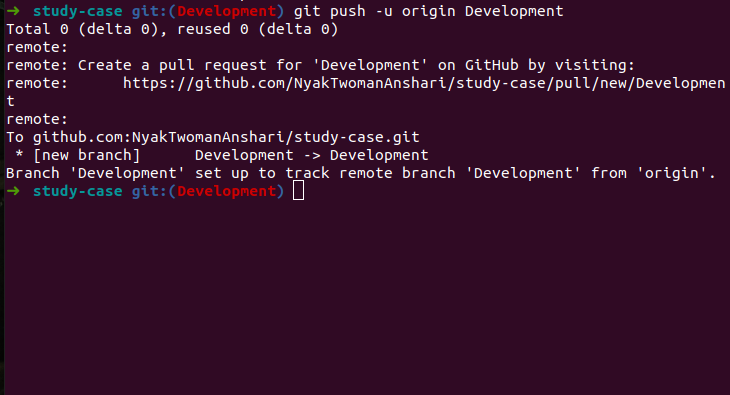 ➜ study-case git:(Development) git push -u origin Development
Total 0 (delta 0), reused 0 (delta 0)
remote:
remote: Create a pull request for 'Development' on GitHub by visiting:
remote:      https://github.com/NyakTwomanAnshari/study-case/pull/new/Developmen
t
remote:
To github.com:NyakTwomanAnshari/study-case.git
 * [new branch]      Development -> Development
Branch 'Development' set up to track remote branch 'Development' from 'origin'.
➜ study-case git:(Development)